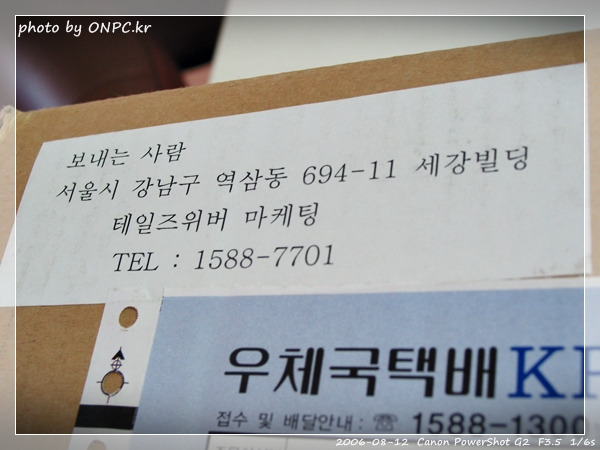 photo by ONPC.kr
보내는 사람
서울시 강남구 역삼동 694-11 세강빌딩
테일즈위버 마케팅
TEL : 1588-7701
우체국택배
접수 및 배달안내 : ☏ 1588-1300
2006-08-12 Canon PowerShot G2 F3.5 1/6s